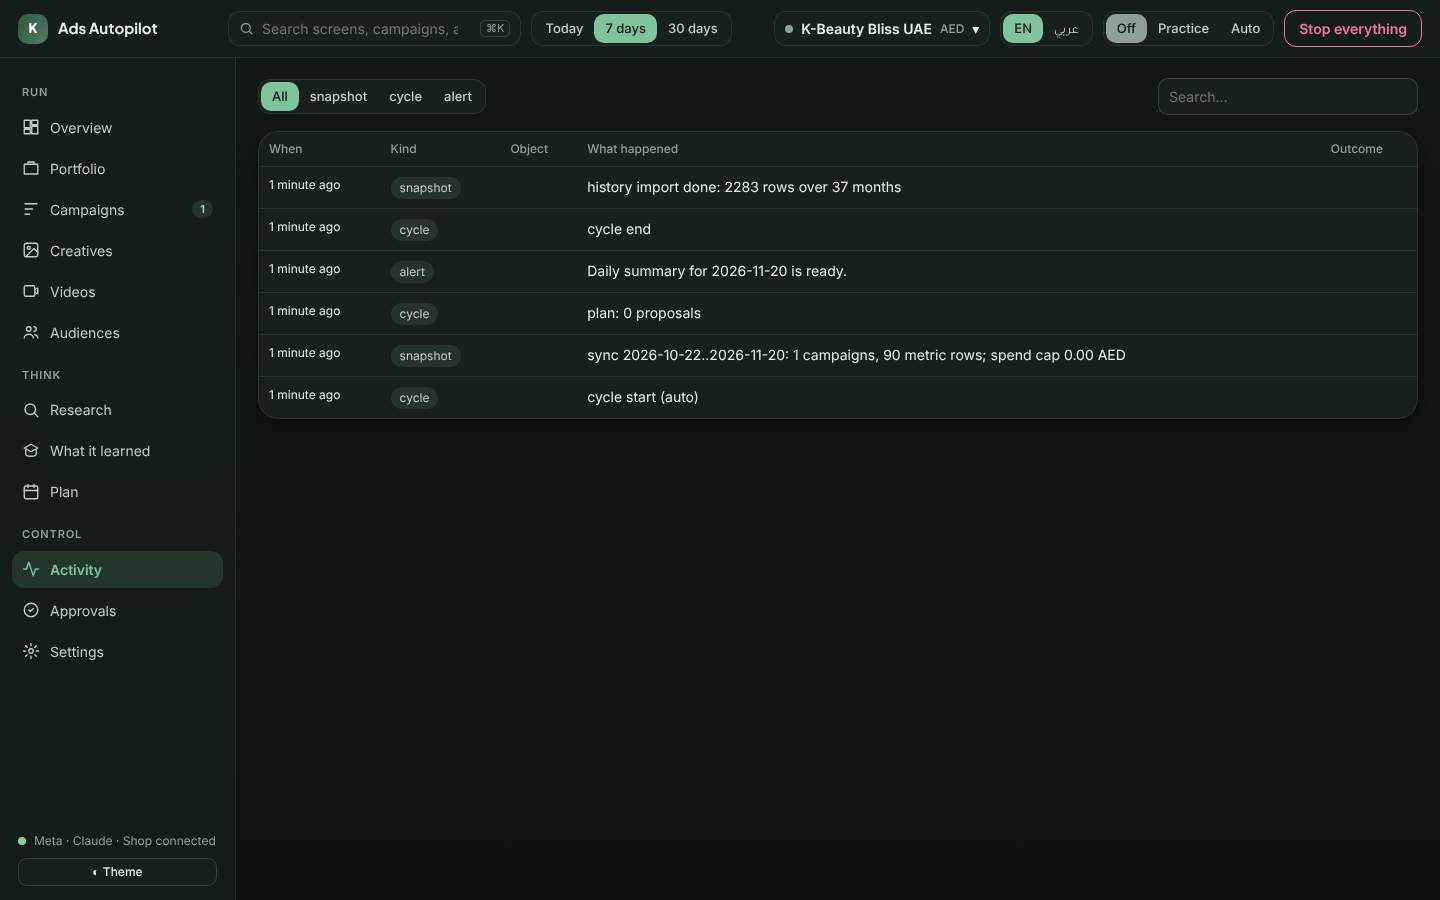 K Ads Autopilot Search screens, campaigns, a ⌘K Today 7 days 30 days K-Beauty Bliss UAE AED ▾ EN عربي Off Practice Auto Stop everything
RUN
Overview
Portfolio
Campaigns 1
Creatives
Videos
Audiences
THINK
Research
What it learned
Plan
CONTROL
Activity
Approvals
Settings
Meta · Claude · Shop connected
Theme
All snapshot cycle alert Search...
When Kind Object What happened Outcome
1 minute ago snapshot history import done: 2283 rows over 37 months
1 minute ago cycle cycle end
1 minute ago alert Daily summary for 2026-11-20 is ready.
1 minute ago cycle plan: 0 proposals
1 minute ago snapshot sync 2026-10-22..2026-11-20: 1 campaigns, 90 metric rows; spend cap 0.00 AED
1 minute ago cycle cycle start (auto)